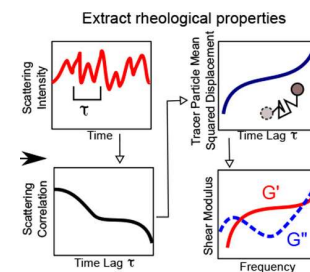 Extract rheological properties
Scattering
Intensity
τ
Time
Tracer Particle Mean
Squared Displacement
Time Lag τ
Scattering
Correlation
Time Lag τ
Shear Modulus
G'
G"
Frequency